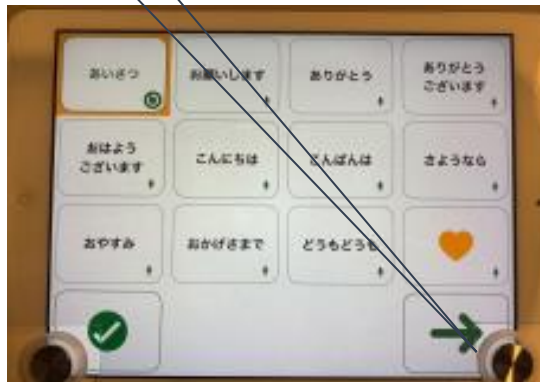 あいさつ
お願いします
ありがとう
ありがとう
ございます
おはよう
ございます
こんにちは
こんばんは
さようなら
おやすみ
おかげさまで
どうもどうも